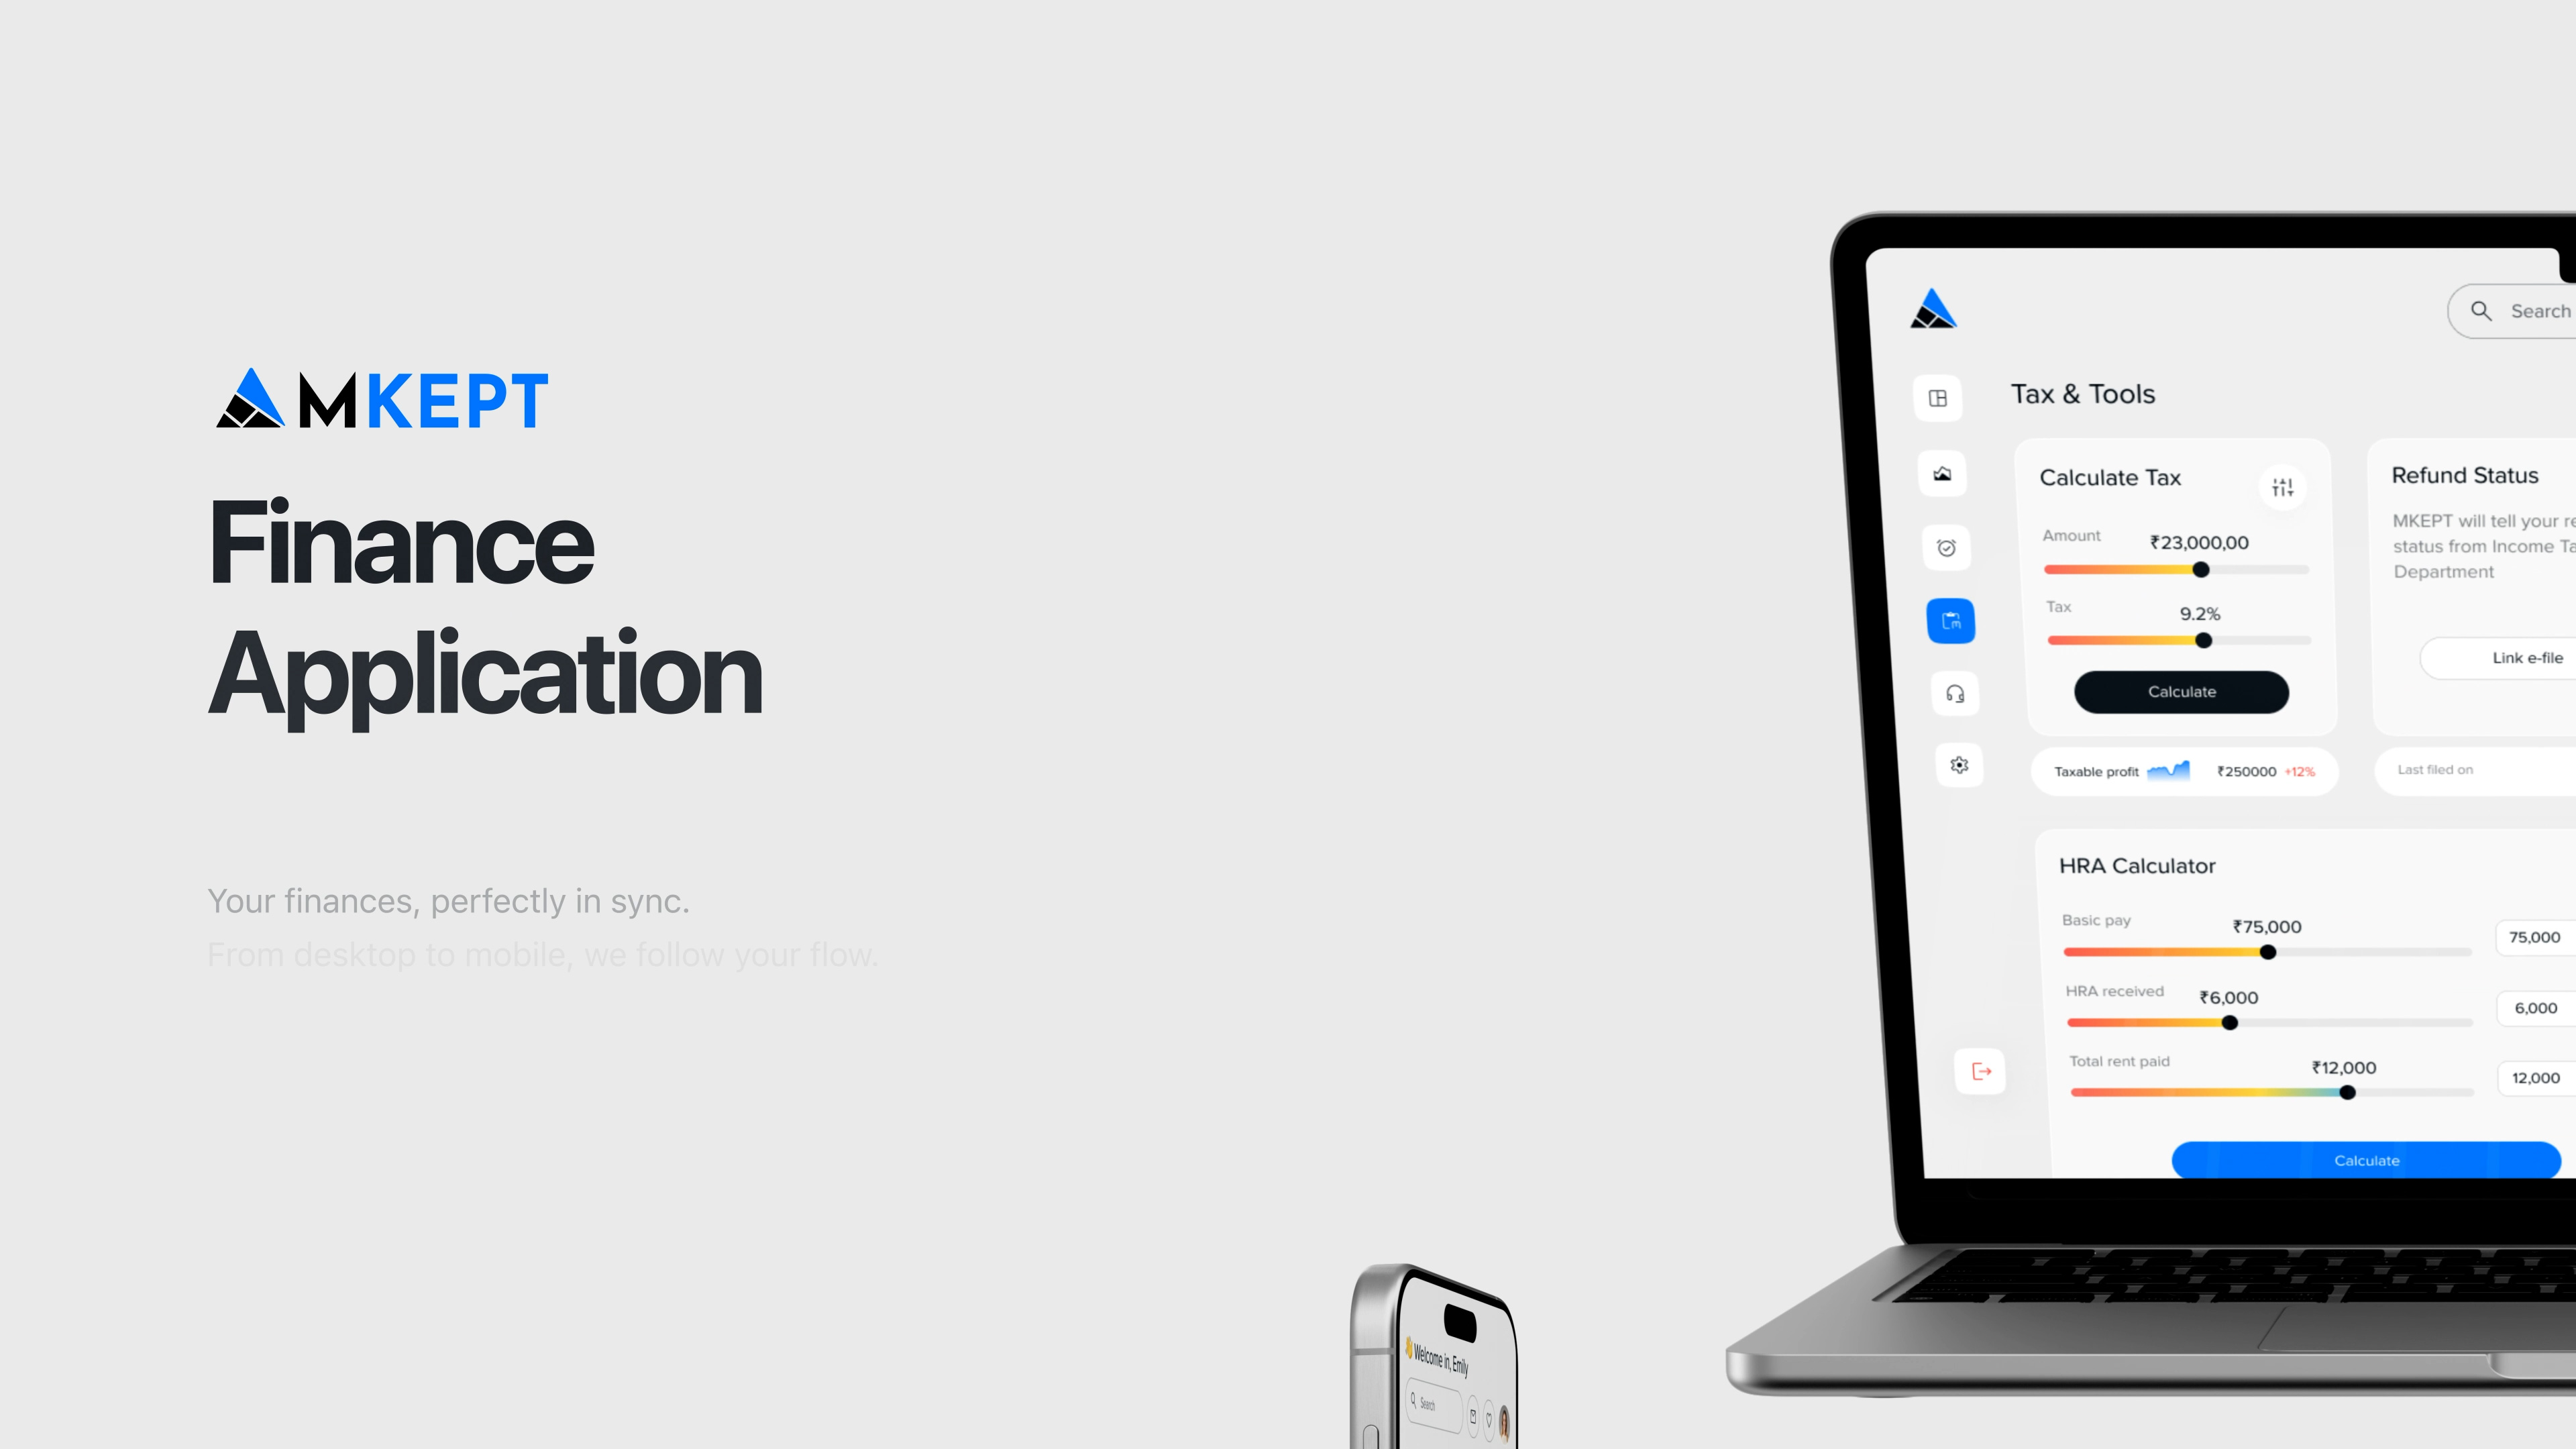 MKEPT
Finance
Application
Your finances, perfectly in sync.
From desktop to mobile, we follow your flow.
Search
Tax & Tools
Calculate Tax
Amount
₹23,000,00
Tax
9.2%
Calculate
Taxable profit
₹250000 +12%
Refund Status
MKEPT will tell your re
status from Income Ta
Department
Link e-file
Last filed on
HRA Calculator
Basic pay
₹75,000
75,000
HRA received
₹6,000
6,000
Total rent paid
₹12,000
12,000
Calculate
👋 Welcome in, Emily
Search